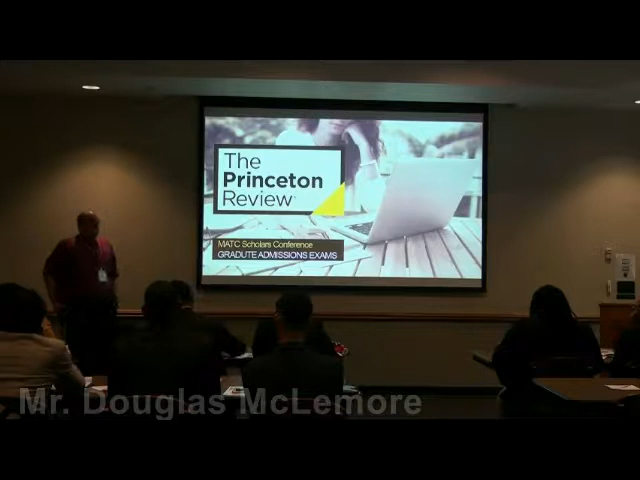 The
Princeton
Review
MATC Scholars Conference
GRADUTE ADMISSIONS EXAMS
Mr. Douglas McLemore